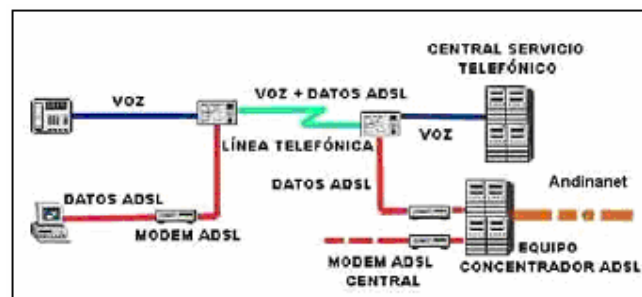 CENTRAL SERVICIO
TELEFÓNICO
VOZ
VOZ + DATOS ADSL
LÍNEA TELEFÓNICA
VOZ
DATOS ADSL
MODEM ADSL
DATOS ADSL
Andinanet
MODEM ADSL
CENTRAL
EQUIPO
CONCENTRADOR ADSL